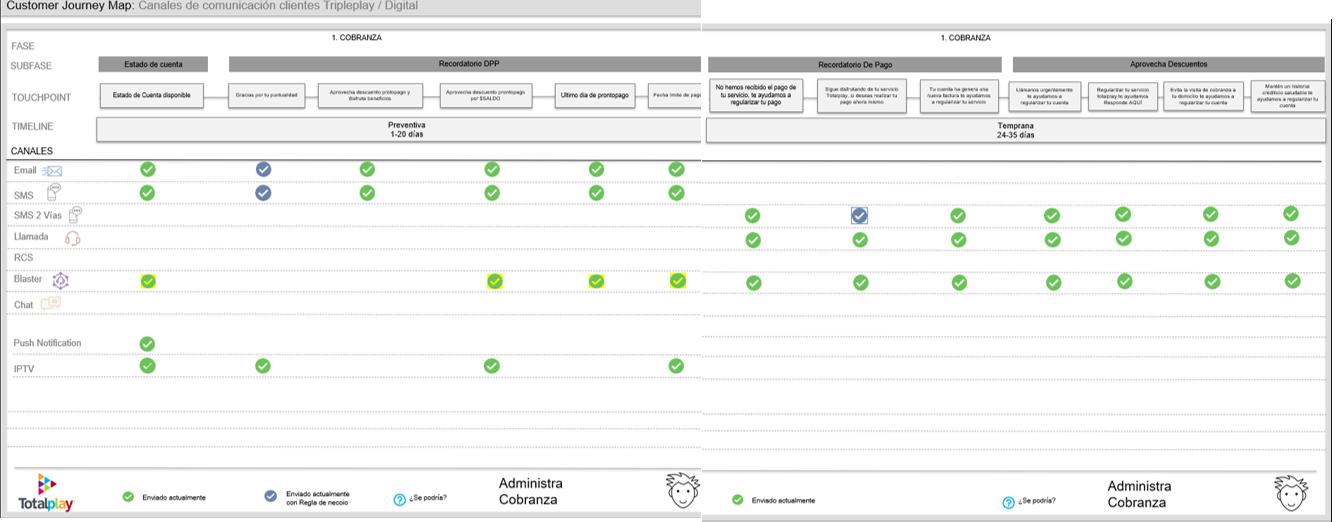 Customer Journey Map: Canales de comunicación clientes Tripleplay / Digital
1. COBRANZA
FASE
SUBFASE
Estado de cuenta
Recordatorio DPP
TOUCHPOINT
Estado de Cuenta disponible
Gracias por tu puntualidad
Aprovecha descuento protopago y
disfruta beneficios
Aprovecha descuento prontopago
por $SALDO
Ultimo dia de prontopago
Fecha limite de pago
TIMELINE
Preventiva
1-20 días
CANALES
Email
SMS
SMS 2 Vías
Llamada
RCS
Blaster
Chat
Push Notification
IPTV
Totalplay
Enviado actualmente
Enviado actualmente
con Regla de necoio
¿Se podría?
Administra
Cobranza
1. COBRANZA
Recordatorio De Pago
Aprovecha Descuentos
No hemos recibido el pago de
tu servicio, te ayudamos a
regularizar tu pago
Sigue disfrutando de tu servicio
Totalplay, si deseas realizar tu
pago ahora mismo
Tu cuenta ha genera una
nueva factura te ayudamos
a regularizar tu servicio
Llámanos urgentemente
te ayudamos a
regularizar tu cuenta
Regularizar tu servicio
totalplay te ayudamos
Responde AQUÍ
Evita la visita de cobranza a
tu domicilio te ayudamos a
regularizar tu cuenta
Mantén un historial
crediticio saludable te
ayudamos a regularizar tu
cuenta
Temprana
24-35 días
Enviado actualmente
¿Se podría?
Administra
Cobranza